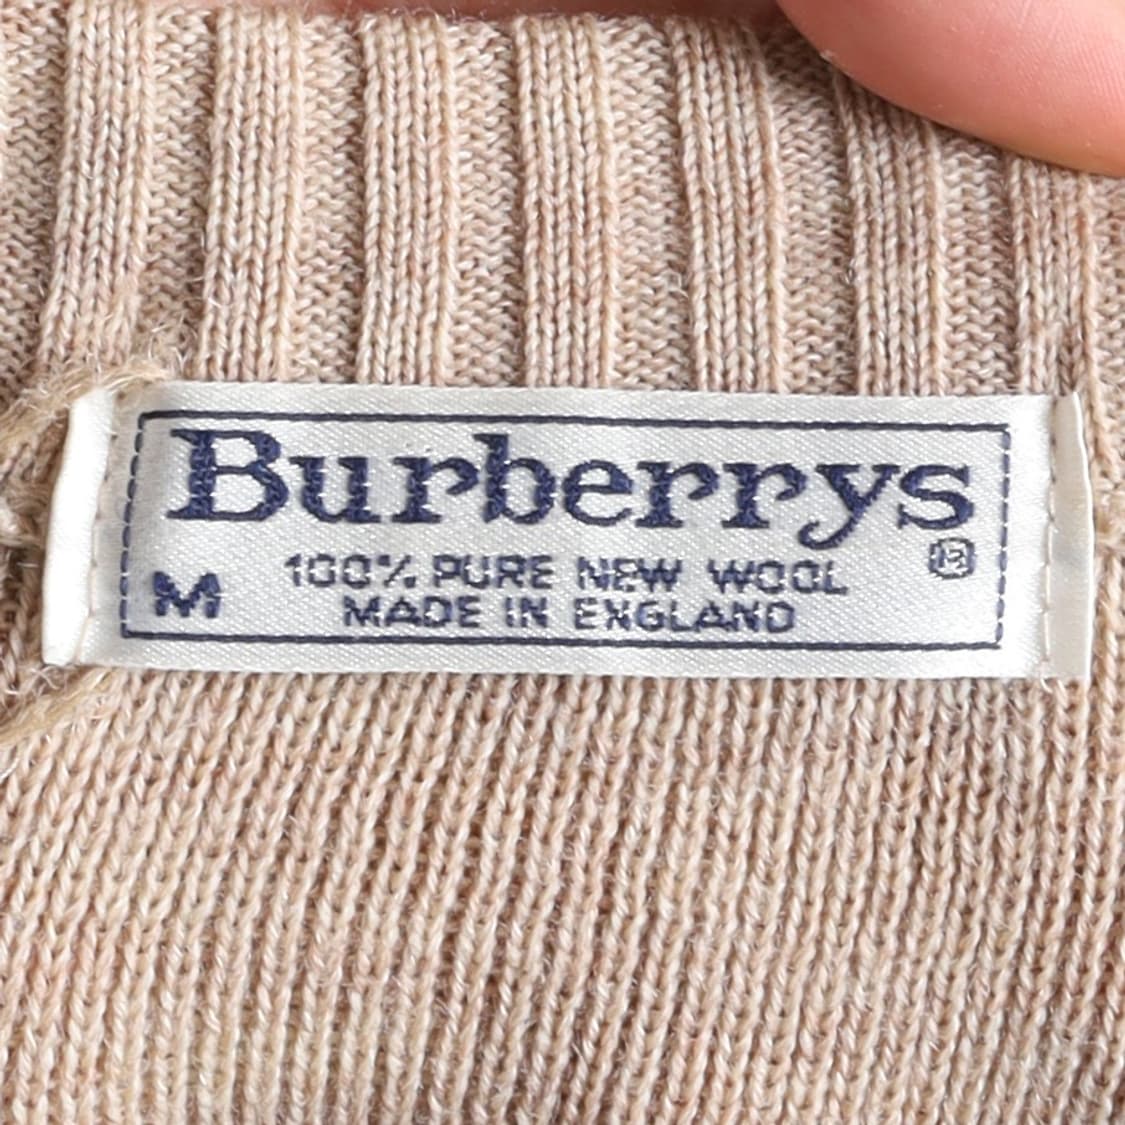 Burberrys
®
M 100% PURE NEW WOOL
MADE IN ENGLAND